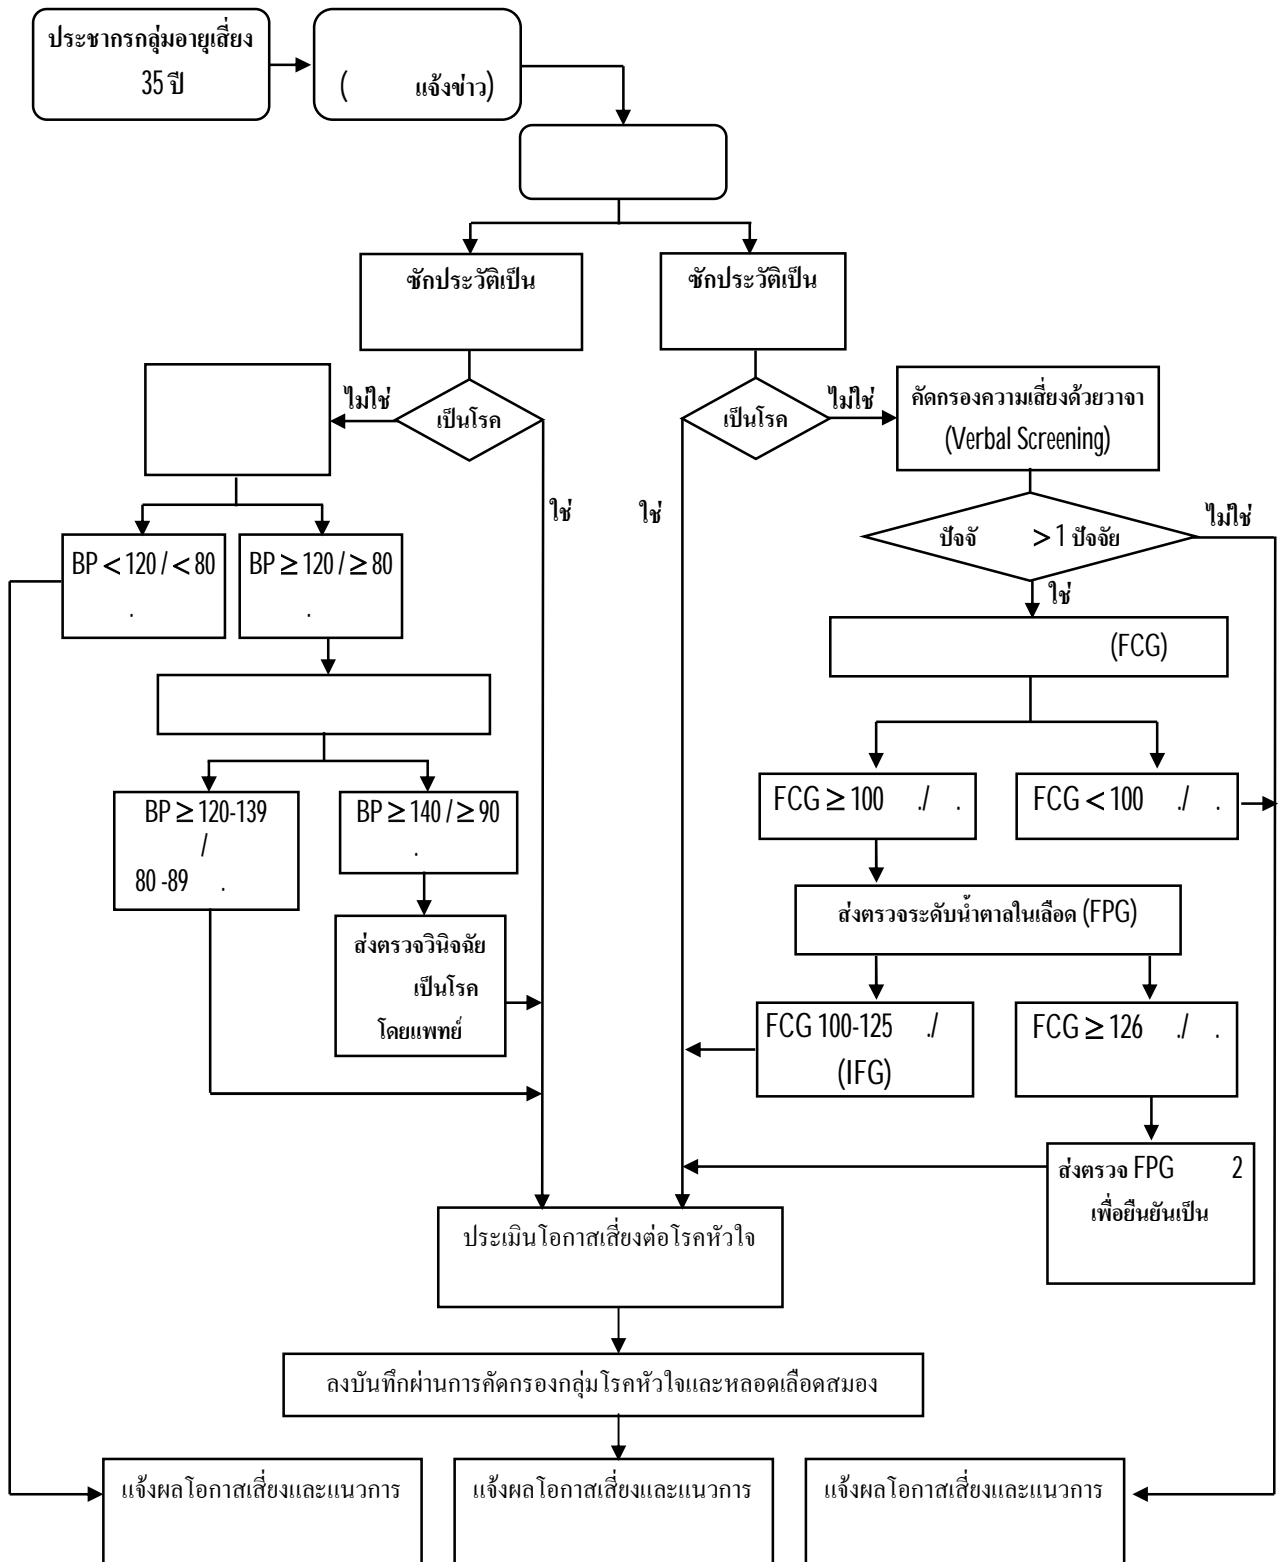 ประชากรกลุ่มอายุเสี่ยง
35 ปี
( แจ้งข่าว)
ซักประวัติเป็น
ซักประวัติเป็น
ไม่ใช่
เป็นโรค
เป็นโรค
ไม่ใช่
คัดกรองความเสี่ยงด้วยวาจา
(Verbal Screening)
ใช่
ใช่
ปัจจั >1 ปัจจัย
ไม่ใช่
ใช่
BP < 120 / < 80
.
BP ≥ 120 / ≥ 80
.
(FCG)
BP ≥ 120-139
/
80 -89 .
BP ≥ 140 / ≥ 90
.
FCG ≥ 100 ./ .
FCG < 100 ./ .
ส่งตรวจวินิจฉัย
เป็นโรค
โดยแพทย์
ส่งตรวจระดับน้ำตาลในเลือด (FPG)
FCG 100-125 ./
(IFG)
FCG ≥ 126 ./ .
ส่งตรวจ FPG 2
เพื่อยืนยันเป็น
ประเมินโอกาสเสี่ยงต่อโรคหัวใจ
ลงบันทึกผ่านการคัดกรองกลุ่มโรคหัวใจและหลอดเลือดสมอง
แจ้งผลโอกาสเสี่ยงและแนวการ
แจ้งผลโอกาสเสี่ยงและแนวการ
แจ้งผลโอกาสเสี่ยงและแนวการ